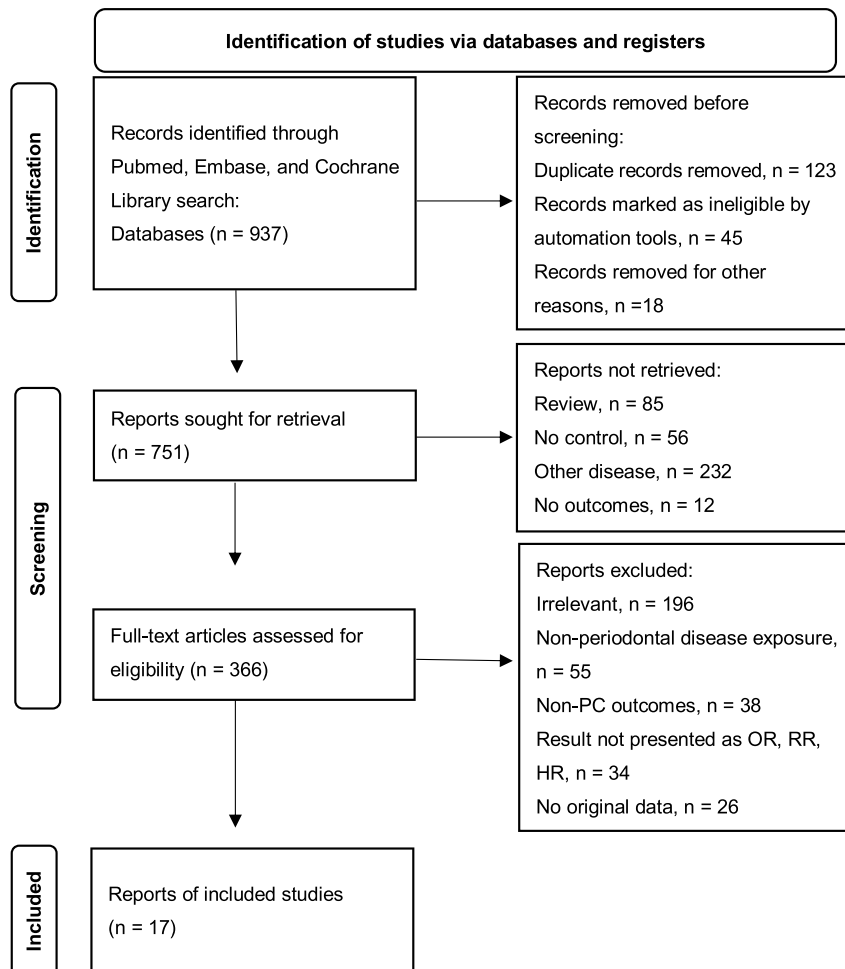 Identification of studies via databases and registers
Identification
Records identified through
Pubmed, Embase, and Cochrane
Library search:
Databases (n = 937)
Records removed before
screening:
Duplicate records removed, n = 123
Records marked as ineligible by
automation tools, n = 45
Records removed for other
reasons, n =18
Screening
Reports sought for retrieval
(n = 751)
Reports not retrieved:
Review, n = 85
No control, n = 56
Other disease, n = 232
No outcomes, n = 12
Full-text articles assessed for
eligibility (n = 366)
Reports excluded:
Irrelevant, n = 196
Non-periodontal disease exposure,
n = 55
Non-PC outcomes, n = 38
Result not presented as OR, RR,
HR, n = 34
No original data, n = 26
Included
Reports of included studies
(n = 17)